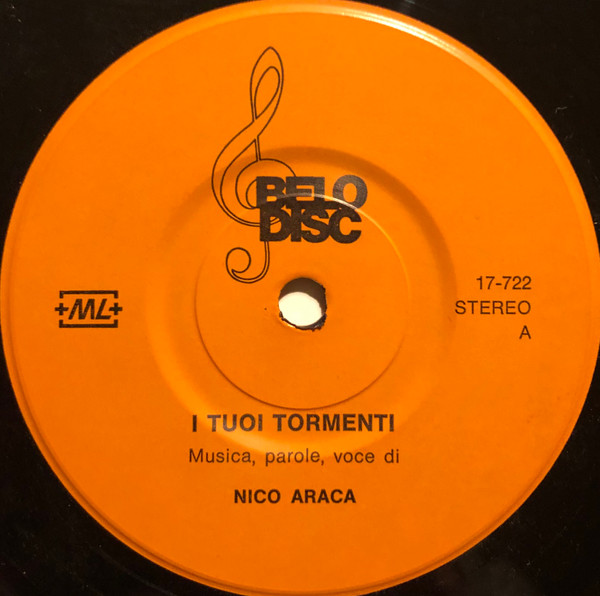 BELO
DISC
+ML+
17-722
STEREO
A
I TUOI TORMENTI
Musica, parole, voce di
NICO ARACA